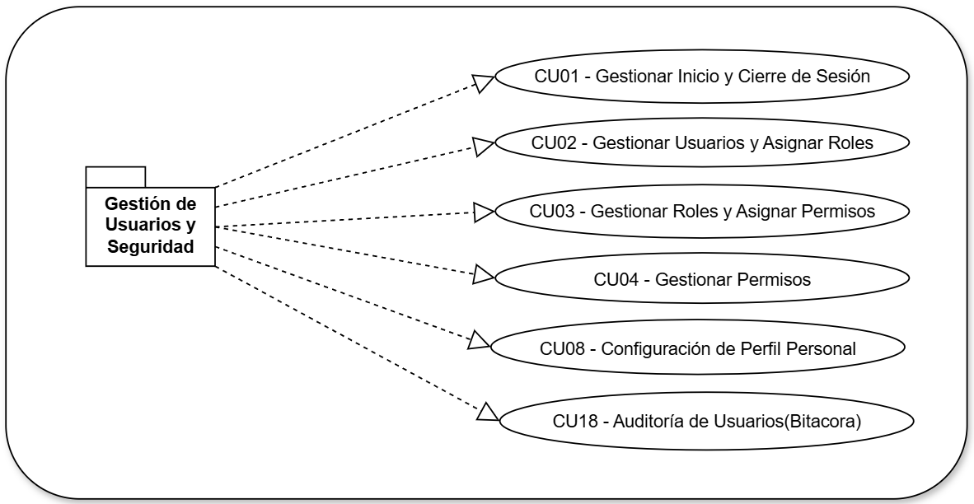 CU01 - Gestionar Inicio y Cierre de Sesión
CU02 - Gestionar Usuarios y Asignar Roles
Gestión de
Usuarios y
Seguridad
CU03 - Gestionar Roles y Asignar Permisos
CU04 - Gestionar Permisos
CU08 - Configuración de Perfil Personal
CU18 - Auditoría de Usuarios(Bitacora)